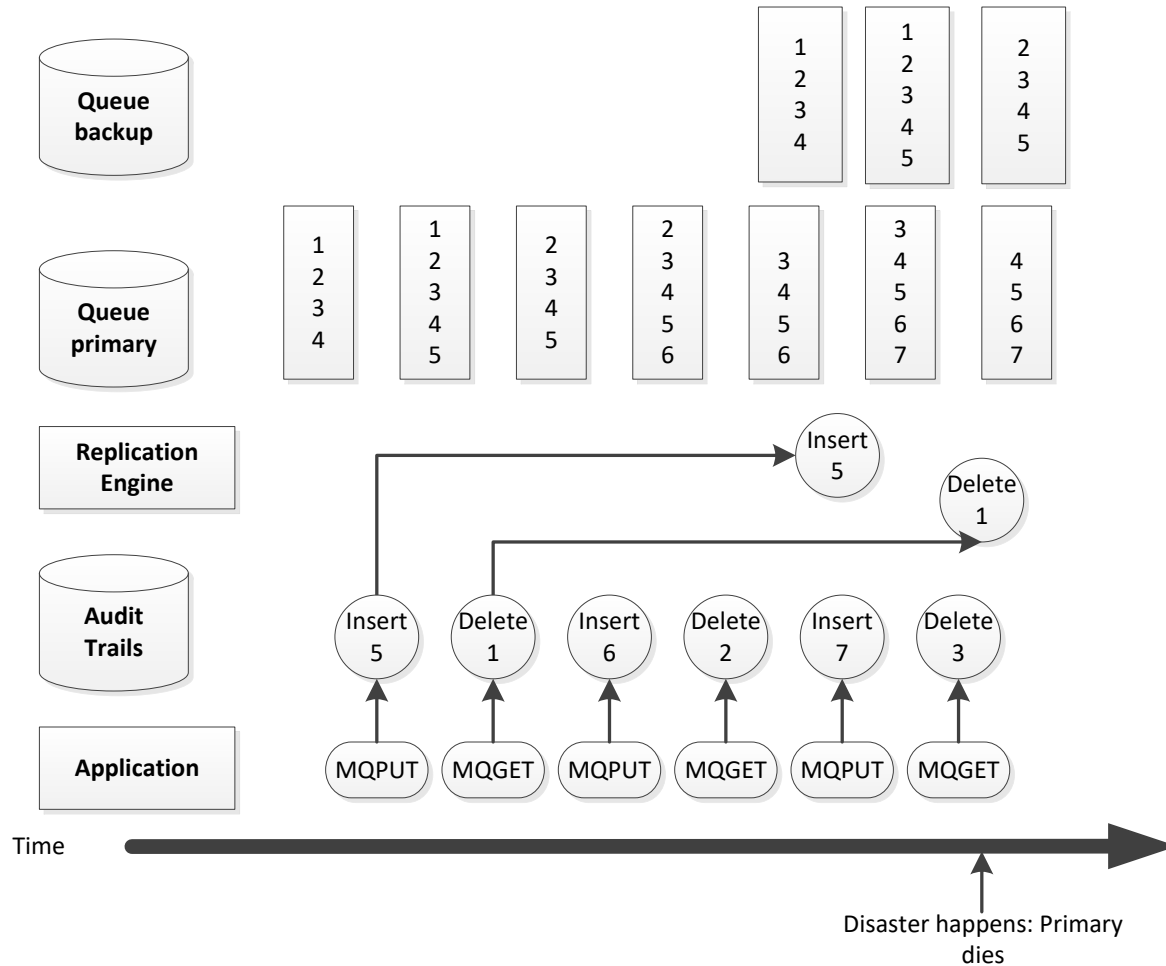 Queue
backup
1
2
3
4
1
2
3
4
5
2
3
4
5
Queue
primary
1
2
3
4
1
2
3
4
5
2
3
4
5
2
3
4
5
6
3
4
5
6
3
4
5
6
7
4
5
6
7
Replication
Engine
Insert
5
Delete
1
Audit
Trails
Insert
5
Delete
1
Insert
6
Delete
2
Insert
7
Delete
3
Application
MQPUT
MQGET
MQPUT
MQGET
MQPUT
MQGET
Time
Disaster happens: Primary
dies